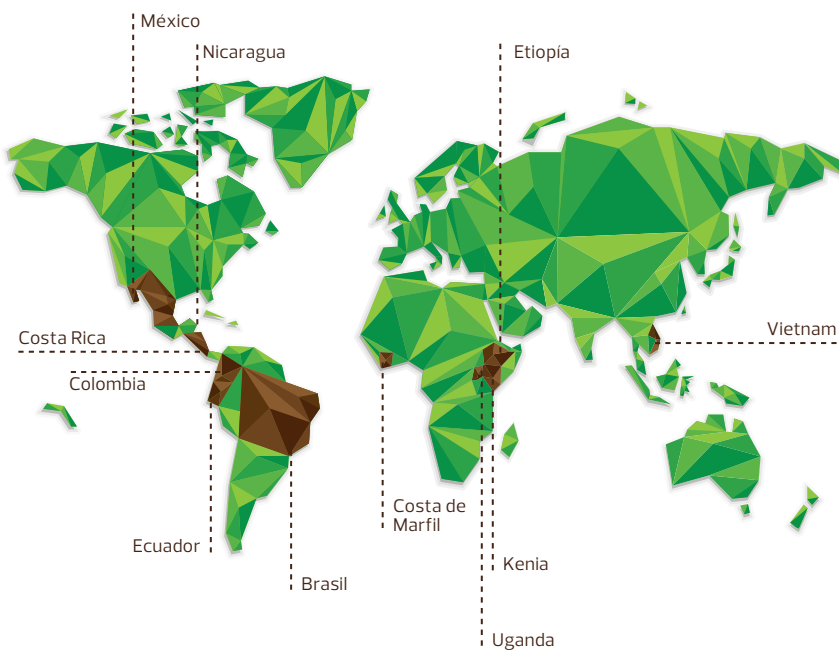 México
Nicaragua
Etiopía
Costa Rica
Vietnam
Colombia
Costa de
Marfil
Ecuador
Kenia
Brasil
Uganda